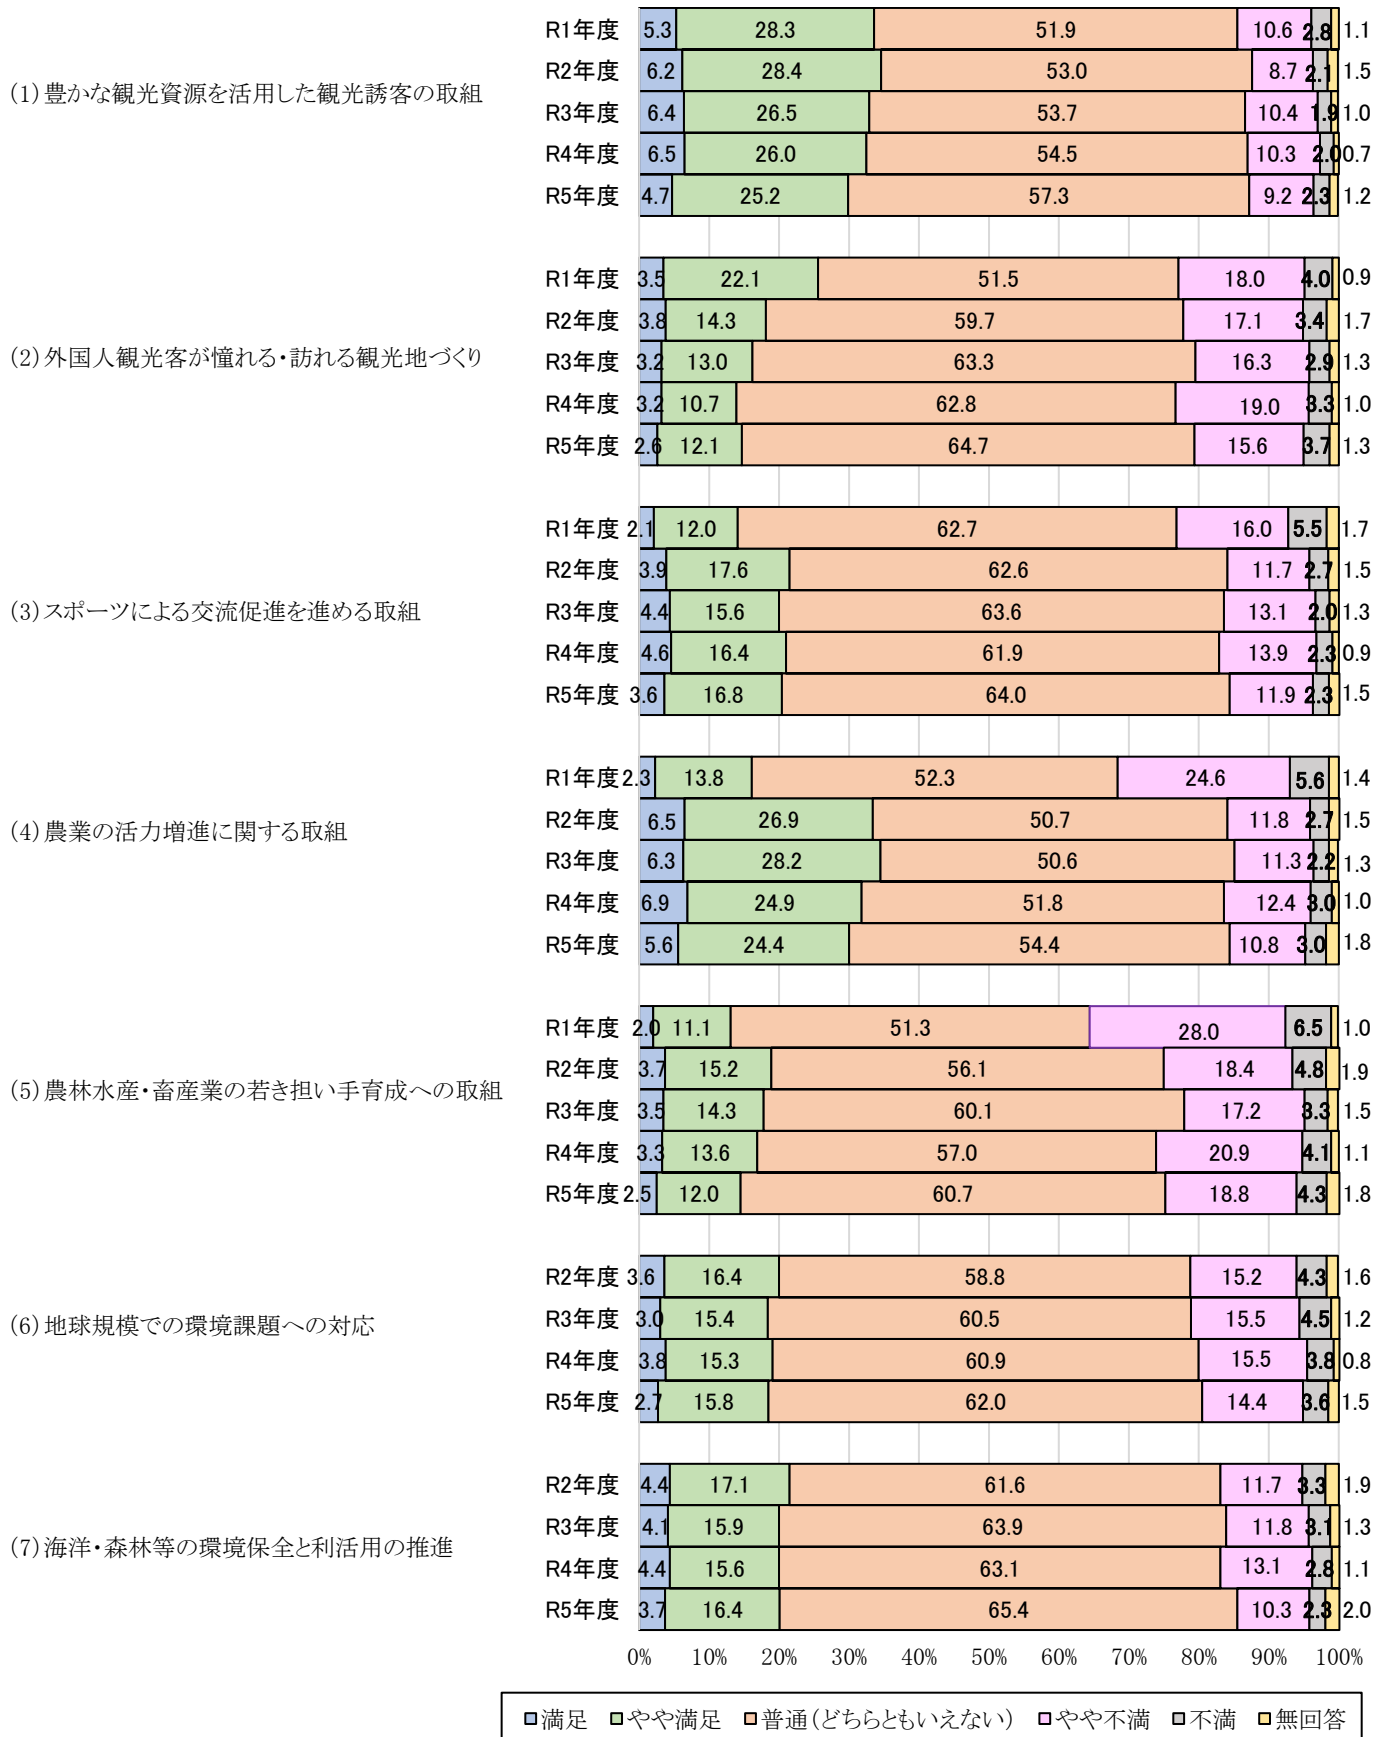 R1年度 5.3 28.3 51.9 10.6 2.8 1.1
R2年度 6.2 28.4 53.0 8.7 2.1 1.5
(1)豊かな観光資源を活用した観光誘客の取組
R3年度 6.4 26.5 53.7 10.4 1.9 1.0
R4年度 6.5 26.0 54.5 10.3 2.0 0.7
R5年度 4.7 25.2 57.3 9.2 2.3 1.2
R1年度 3.5 22.1 51.5 18.0 4.0 0.9
R2年度 3.8 14.3 59.7 17.1 3.4 1.7
(2)外国人観光客が憧れる・訪れる観光地づくり
R3年度 3.2 13.0 63.3 16.3 2.9 1.3
R4年度 3.2 10.7 62.8 19.0 3.3 1.0
R5年度 2.6 12.1 64.7 15.6 3.7 1.3
R1年度 2.1 12.0 62.7 16.0 5.5 1.7
R2年度 3.9 17.6 62.6 11.7 2.7 1.5
(3)スポーツによる交流促進を進める取組
R3年度 4.4 15.6 63.6 13.1 2.0 1.3
R4年度 4.6 16.4 61.9 13.9 2.3 0.9
R5年度 3.6 16.8 64.0 11.9 2.3 1.5
R1年度 2.3 13.8 52.3 24.6 5.6 1.4
R2年度 6.5 26.9 50.7 11.8 2.7 1.5
(4)農業の活力増進に関する取組
R3年度 6.3 28.2 50.6 11.3 2.2 1.3
R4年度 6.9 24.9 51.8 12.4 3.0 1.0
R5年度 5.6 24.4 54.4 10.8 3.0 1.8
R1年度 2.0 11.1 51.3 28.0 6.5 1.0
R2年度 3.7 15.2 56.1 18.4 4.8 1.9
(5)農林水産・畜産業の若き担い手育成への取組
R3年度 3.5 14.3 60.1 17.2 3.3 1.5
R4年度 3.3 13.6 57.0 20.9 4.1 1.1
R5年度 2.5 12.0 60.7 18.8 4.3 1.8
R2年度 3.6 16.4 58.8 15.2 4.3 1.6
R3年度 3.0 15.4 60.5 15.5 4.5 1.2
(6)地球規模での環境課題への対応
R4年度 3.8 15.3 60.9 15.5 3.8 0.8
R5年度 2.7 15.8 62.0 14.4 3.6 1.5
R2年度 4.4 17.1 61.6 11.7 3.3 1.9
R3年度 4.1 15.9 63.9 11.8 3.1 1.3
(7)海洋・森林等の環境保全と利活用の推進
R4年度 4.4 15.6 63.1 13.1 2.8 1.1
R5年度 3.7 16.4 65.4 10.3 2.3 2.0
0% 10% 20% 30% 40% 50% 60% 70% 80% 90% 100%
満足 やや満足 普通(どちらともいえない) やや不満 不満 無回答